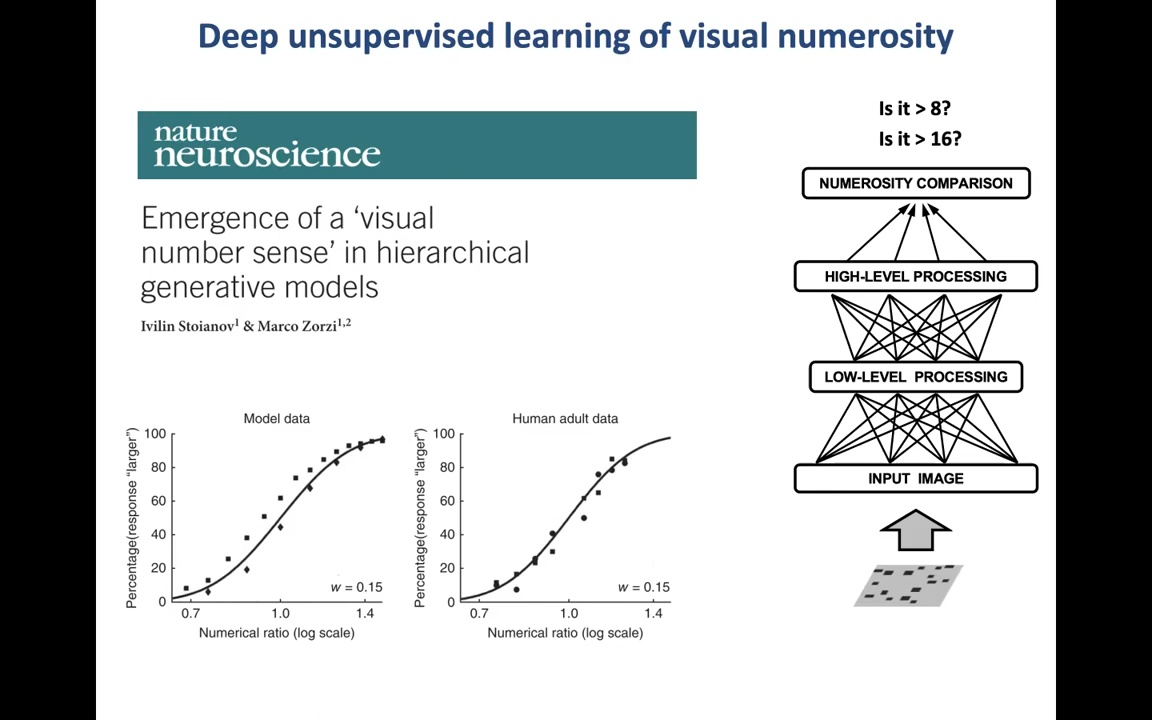 Deep unsupervised learning of visual numerosity
nature
neuroscience
Emergence of a ‘visual
number sense’ in hierarchical
generative models
Ivilin Stoianov1 & Marco Zorzi1,2
Model data
Percentage(response “larger”)
100
80
60
40
20
0
w = 0.15
0.7 1.0 1.4
Numerical ratio (log scale)
Human adult data
Percentage(response “larger”)
100
80
60
40
20
0
w = 0.15
0.7 1.0 1.4
Numerical ratio (log scale)
Is it > 8?
Is it > 16?
NUMEROSITY COMPARISON
HIGH-LEVEL PROCESSING
LOW-LEVEL PROCESSING
INPUT IMAGE